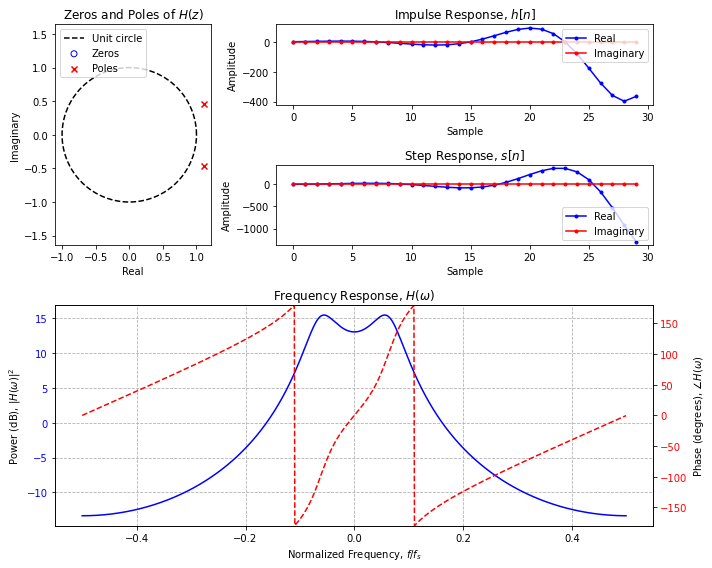 Zeros and Poles of H(z)
Unit circle
Zeros
Poles
1.5
1.0
0.5
0.0
−0.5
−1.0
−1.5
Imaginary
−1.0 −0.5 0.0 0.5 1.0
Real
Impulse Response, h[n]
Real
Imaginary
0
−200
−400
Amplitude
0 5 10 15 20 25 30
Sample
Step Response, s[n]
Real
Imaginary
0
−500
−1000
Amplitude
0 5 10 15 20 25 30
Sample
Frequency Response, H(ω)
15
10
5
0
−5
−10
Power (dB), |H(ω)|²
150
100
50
0
−50
−100
−150
Phase (degrees), ∠H(ω)
−0.4 −0.2 0.0 0.2 0.4
Normalized Frequency, f/fₛ